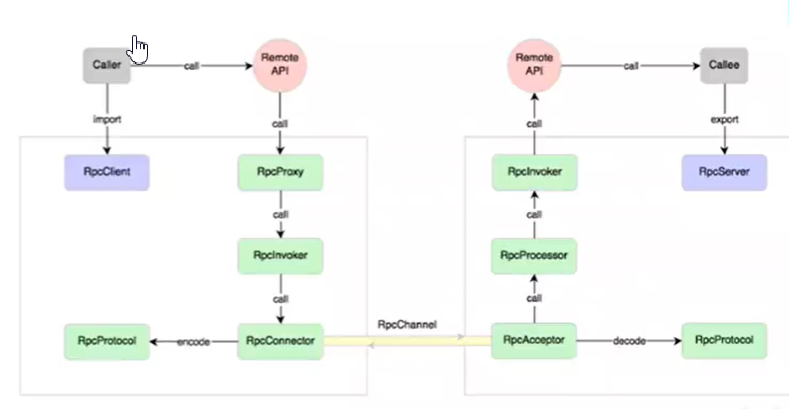 Caller
call
Remote
API
Remote
API
call
Callee
import
call
call
export
RpcClient
RpcProxy
RpcInvoker
RpcServer
call
call
RpcInvoker
RpcProcessor
call
call
RpcChannel
RpcProtocol
encode
RpcConnector
RpcAcceptor
decode
RpcProtocol